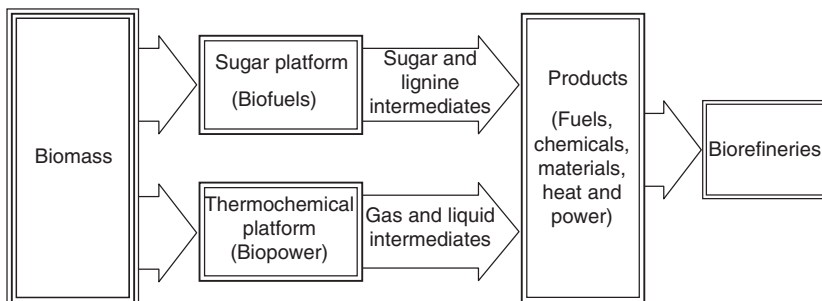 Biomass
Sugar platform
(Biofuels)
Sugar and
lignine
intermediates
Thermochemical
platform
(Biopower)
Gas and liquid
intermediates
Products
(Fuels,
chemicals,
materials,
heat and
power)
Biorefineries